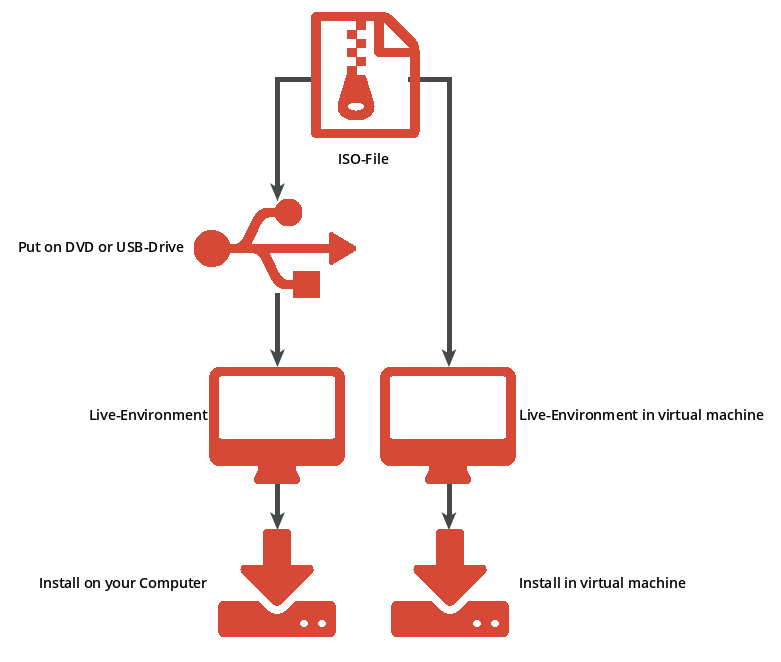 ISO-File
Put on DVD or USB-Drive
Live-Environment
Live-Environment in virtual machine
Install on your Computer
Install in virtual machine